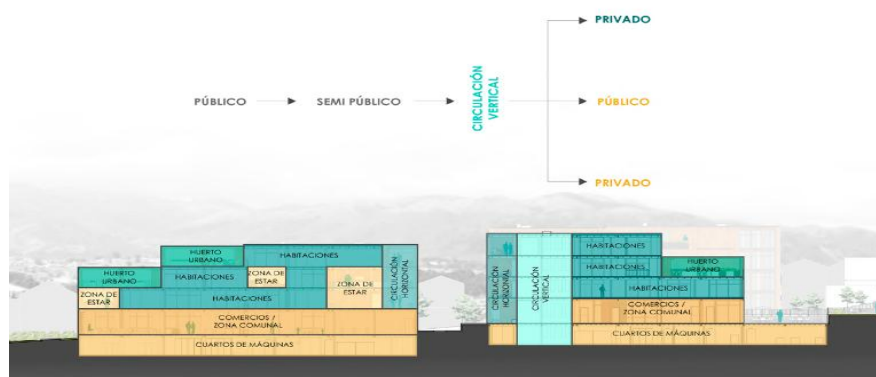 PRIVADO
PÚBLICO
SEMI PÚBLICO
CIRCULACIÓN
VERTICAL
PÚBLICO
PRIVADO
HUERTO
URBANO
HABITACIONES
HUERTO
URBANO
HABITACIONES
ZONA DE
ESTAR
ZONA DE
ESTAR
CIRCULACIÓN
HORIZONTAL
ZONA DE
ESTAR
HABITACIONES
COMERCIOS /
ZONA COMUNAL
CUARTOS DE MÁQUINAS
CIRCULACIÓN
HORIZONTAL
CIRCULACIÓN
VERTICAL
HABITACIONES
HABITACIONES
HUERTO
URBANO
HABITACIONES
COMERCIOS /
ZONA COMUNAL
CUARTOS DE MÁQUINAS